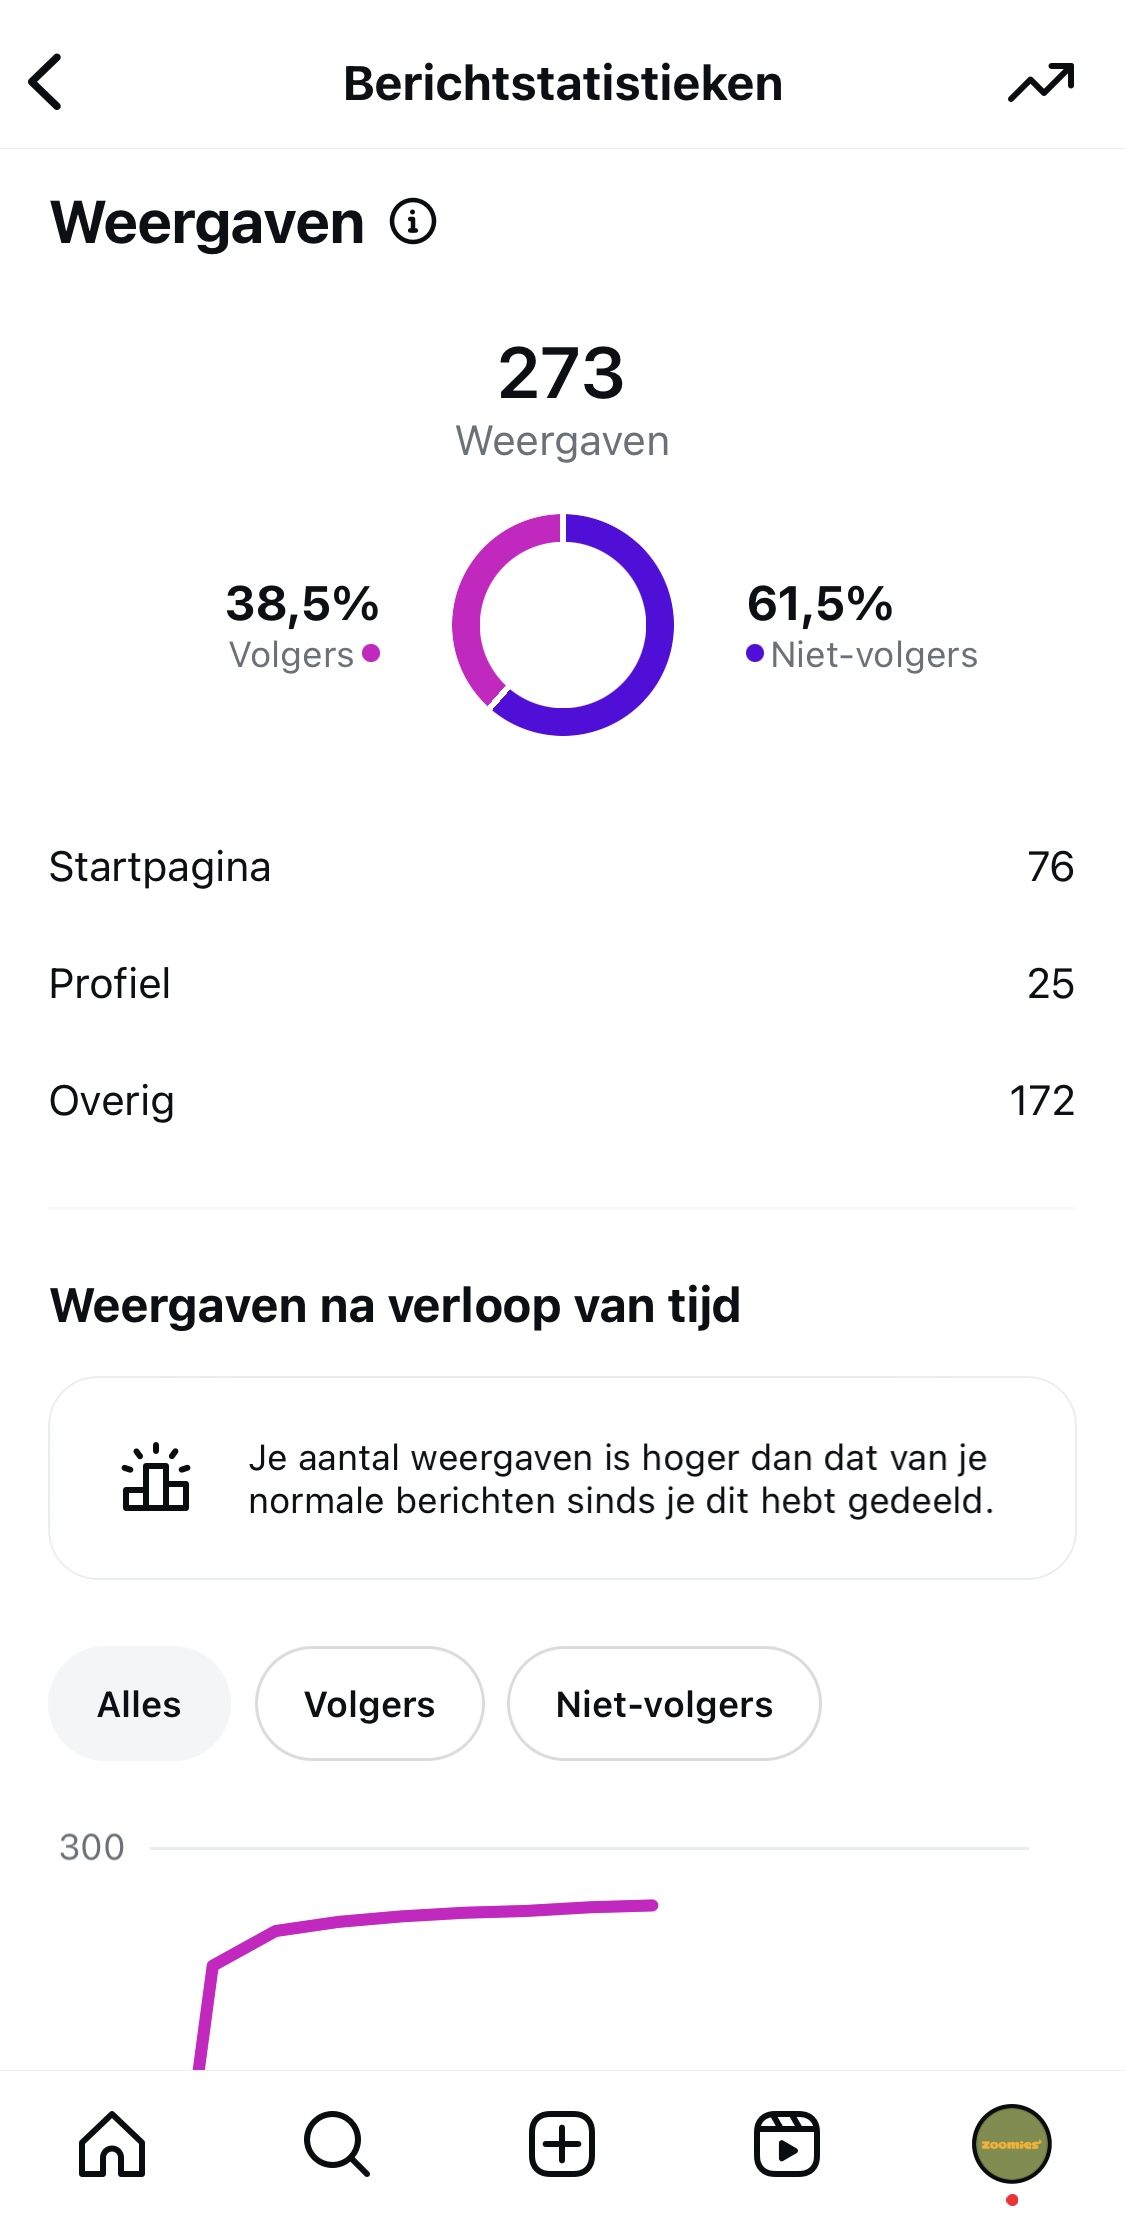 Berichtstatistieken
Weergaven
273
Weergaven
38,5%
Volgers
61,5%
Niet-volgers
Startpagina 76
Profiel 25
Overig 172
Weergaven na verloop van tijd
Je aantal weergaven is hoger dan dat van je
normale berichten sinds je dit hebt gedeeld.
Alles Volgers Niet-volgers
300
zoomies